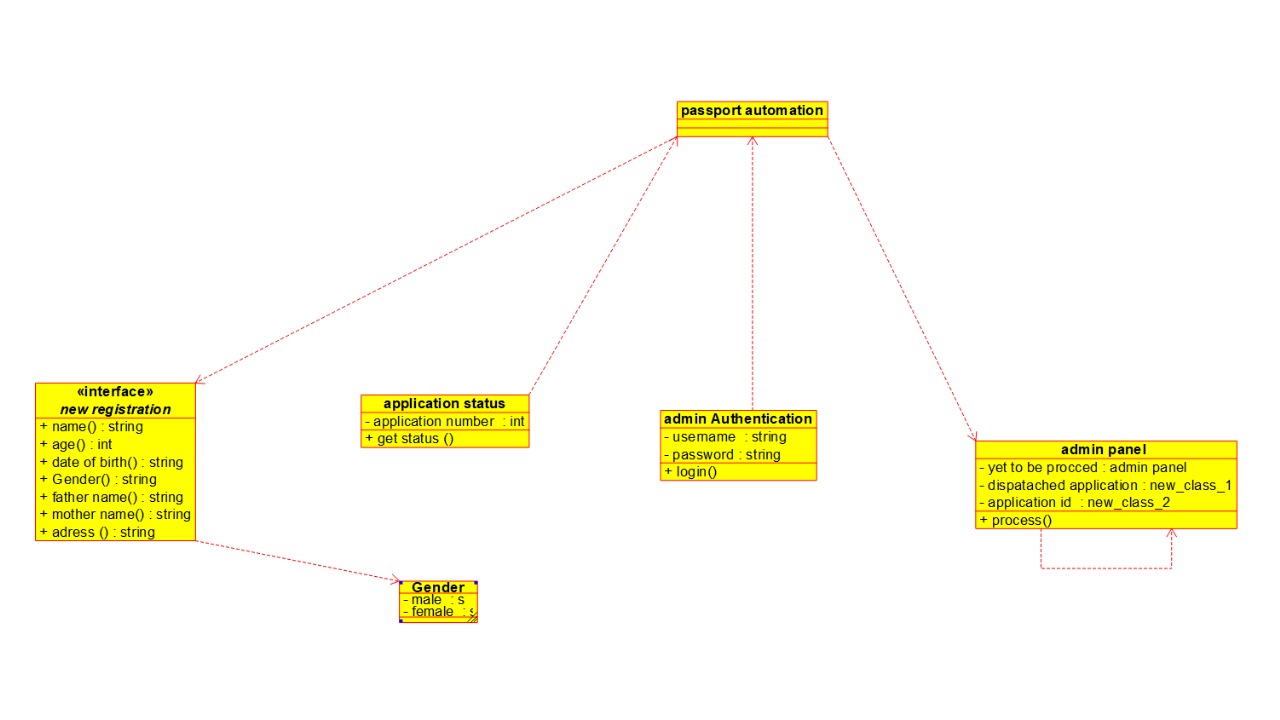 passport automation
«interface»
new registration
+ name() : string
+ age() : int
+ date of birth() : string
+ Gender() : string
+ father name() : string
+ mother name() : string
+ adress () : string
application status
- application number : int
+ get status ()
admin Authentication
- username : string
- password : string
+ login()
admin panel
- yet to be procced : admin panel
- dispatached application : new_class_1
- application id : new_class_2
+ process()
Gender
- male : s
- female :